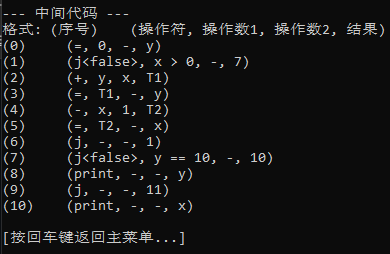 --- 中间代码 ---
格式: (序号)    (操作符, 操作数1, 操作数2, 结果)
(0)     (=, 0, -, y)
(1)     (j<false>, x > 0, -, 7)
(2)     (+, y, x, T1)
(3)     (=, T1, -, y)
(4)     (-, x, 1, T2)
(5)     (=, T2, -, x)
(6)     (j, -, -, 1)
(7)     (j<false>, y == 10, -, 10)
(8)     (print, -, -, y)
(9)     (j, -, -, 11)
(10)    (print, -, -, x)
[按回车键返回主菜单...]